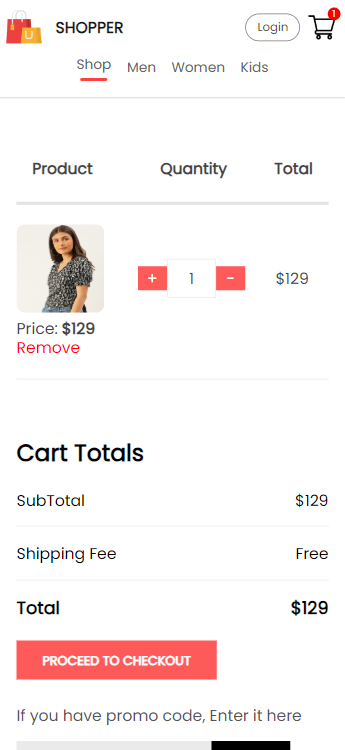 SHOPPER
Login
1
Shop Men Women Kids
Product Quantity Total
+ 1 - $129
Price: $129
Remove
Cart Totals
SubTotal $129
Shipping Fee Free
Total $129
PROCEED TO CHECKOUT
If you have promo code, Enter it here